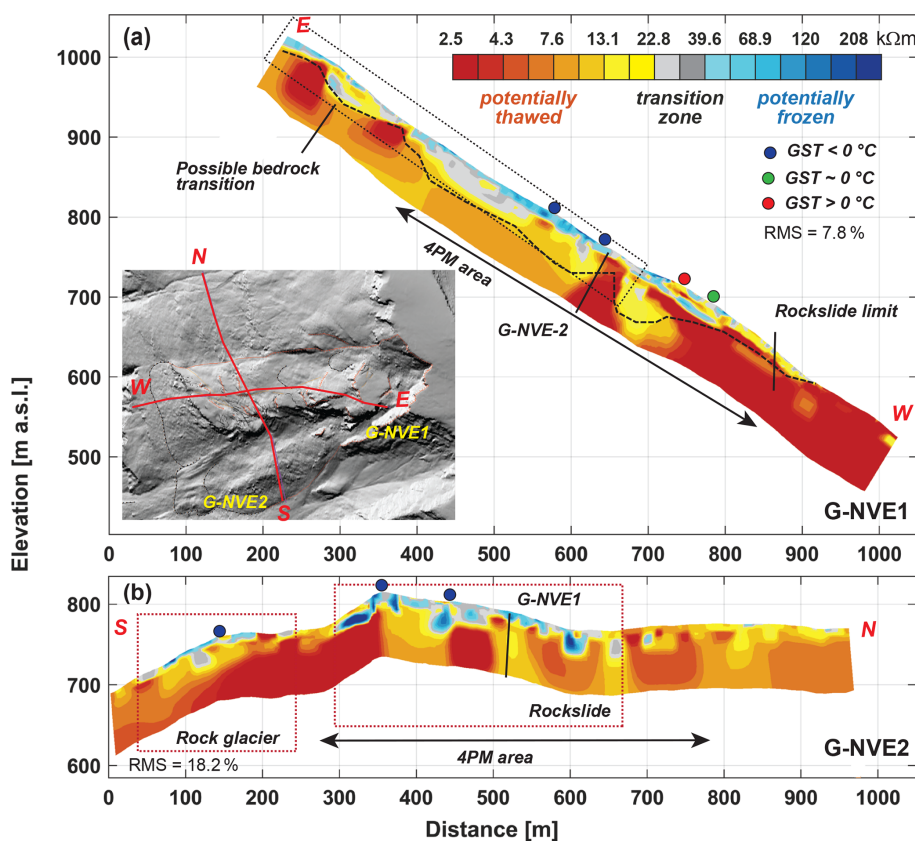 (a)
E
2.5 4.3 7.6 13.1 22.8 39.6 68.9 120 208 kΩm
potentially
thawed
transition
zone
potentially
frozen
GST < 0 °C
GST ~ 0 °C
GST > 0 °C
RMS = 7.8 %
Possible bedrock
transition
4PM area
G-NVE-2
Rockslide limit
W
G-NVE1
N
W
E
G-NVE1
G-NVE2
S
1000
900
800
700
600
500
Elevation [m a.s.l.]
0 100 200 300 400 500 600 700 800 900 1000
(b)
S
G-NVE1
N
Rock glacier
Rockslide
RMS = 18.2 %
4PM area
G-NVE2
800
700
600
0 100 200 300 400 500 600 700 800 900 1000
Distance [m]